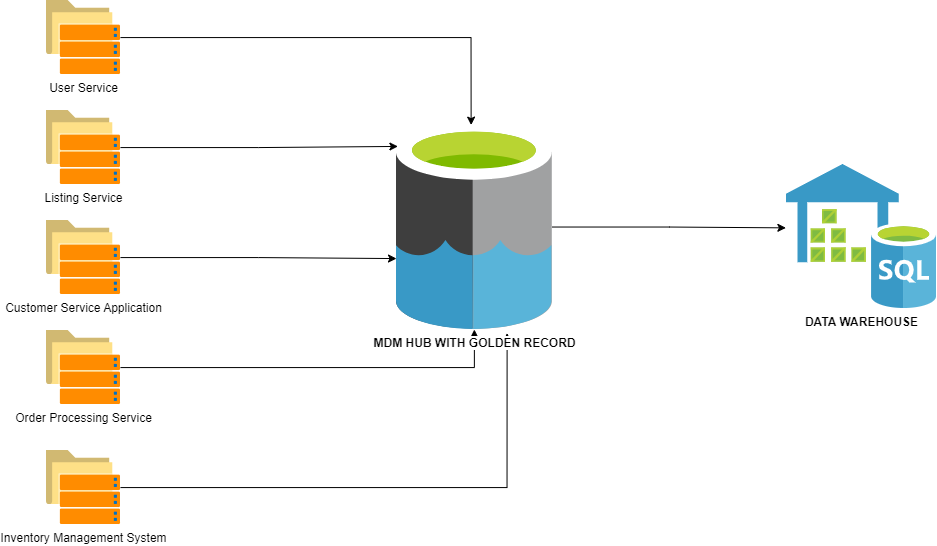 User Service
Listing Service
Customer Service Application
Order Processing Service
Inventory Management System
MDM HUB WITH GOLDEN RECORD
SQL
DATA WAREHOUSE